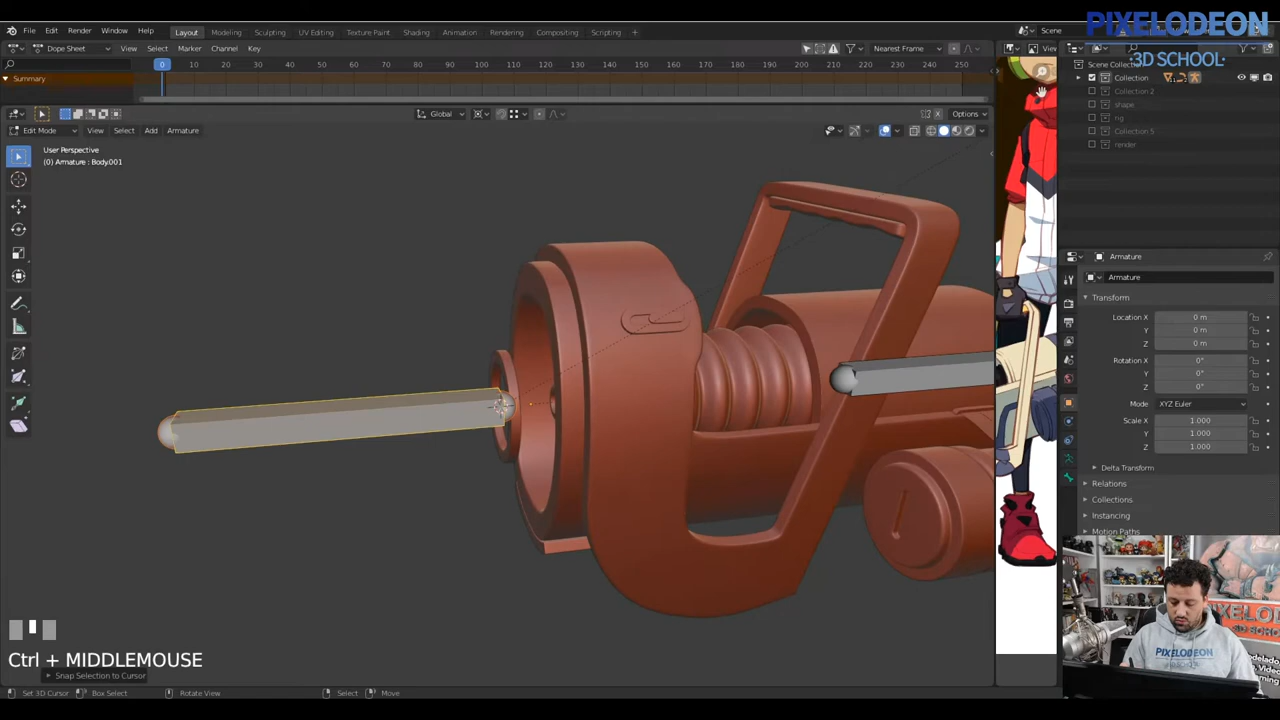 File Edit Render Window Help Layout Modeling Sculpting UV Editing Texture Paint Shading Animation Rendering Compositing Scripting + Scene
PIXELODEON
·3D SCHOOL·
Dope Sheet View Select Marker Channel Key Nearest Frame View
0 10 20 30 40 50 60 70 80 90 100 110 120 130 140 150 160 170 180 190 200 210 220 230 240 250
Summary
Scene Collection
Collection
Collection 2
shape
rig
Collection 5
render
Global Options
Edit Mode View Select Add Armature
User Perspective
(0) Armature : Body.001
Armature
Armature
Transform
Location X 0 m
Y 0 m
Z 0 m
Rotation X 0°
Y 0°
Z 0°
Mode XYZ Euler
Scale X 1.000
Y 1.000
Z 1.000
Delta Transform
Relations
Collections
Instancing
Motion Paths
Ctrl + MIDDLEMOUSE
Snap Selection to Cursor
Set 3D Cursor Box Select Rotate View Select Move
PIXELODEON
3D SCHOOL